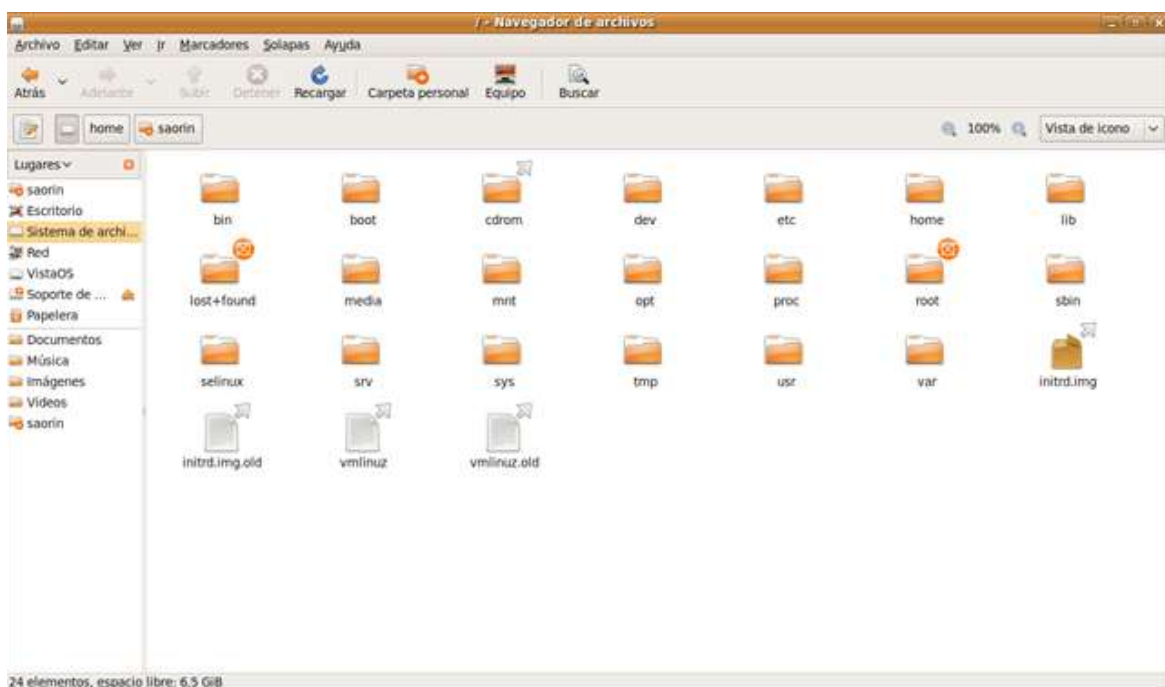 / - Navegador de archivos
Archivo Editar Ver Ir Marcadores Solapas Ayuda
Atrás Adelante Subir Detener Recargar Carpeta personal Equipo Buscar
home saorin 100% Vista de icono
Lugares
saorin
Escritorio
Sistema de archi...
Red
VistaOS
Soporte de ...
Papelera
Documentos
Música
Imágenes
Vídeos
saorin
bin boot cdrom dev etc home lib
lost+found media mnt opt proc root sbin
selinux srv sys tmp usr var initrd.img
initrd.img.old vmlinuz vmlinuz.old
24 elementos, espacio libre: 6,5 GiB